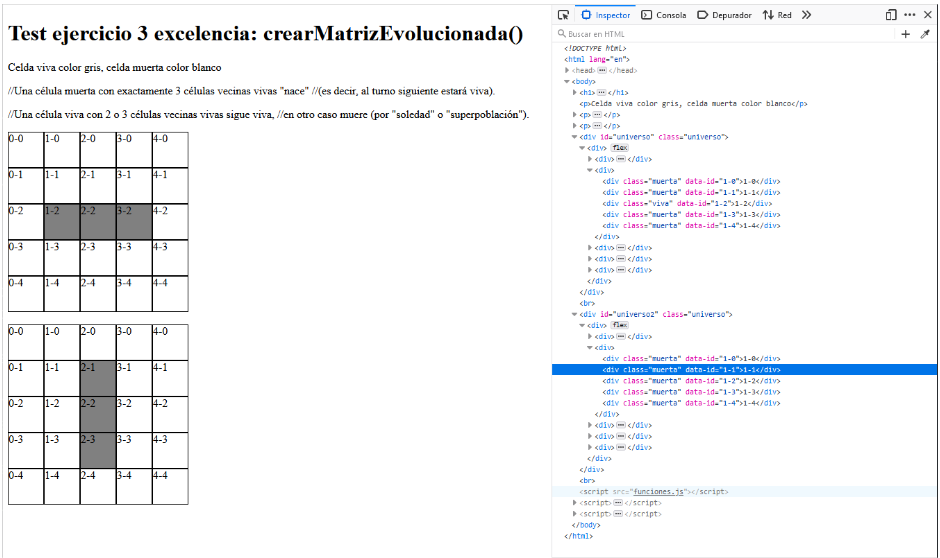 Test ejercicio 3 excelencia: crearMatrizEvolucionada()
Celda viva color gris, celda muerta color blanco
//Una célula muerta con exactamente 3 células vecinas vivas "nace" //(es decir, al turno siguiente estará viva).
//Una célula viva con 2 o 3 células vecinas vivas sigue viva, //en otro caso muere (por "soledad" o "superpoblación").
0-0 1-0 2-0 3-0 4-0
0-1 1-1 2-1 3-1 4-1
0-2 1-2 2-2 3-2 4-2
0-3 1-3 2-3 3-3 4-3
0-4 1-4 2-4 3-4 4-4
0-0 1-0 2-0 3-0 4-0
0-1 1-1 2-1 3-1 4-1
0-2 1-2 2-2 3-2 4-2
0-3 1-3 2-3 3-3 4-3
0-4 1-4 2-4 3-4 4-4
Inspector Consola Depurador Red
Buscar en HTML
<!DOCTYPE html>
<html lang="en">
<head> </head>
<body>
<h1> </h1>
<p>Celda viva color gris, celda muerta color blanco</p>
<p> </p>
<p> </p>
<div id="universo" class="universo">
<div> flex
<div> </div>
<div>
<div class="muerta" data-id="1-0">1-0</div>
<div class="muerta" data-id="1-1">1-1</div>
<div class="viva" data-id="1-2">1-2</div>
<div class="muerta" data-id="1-3">1-3</div>
<div class="muerta" data-id="1-4">1-4</div>
</div>
<div> </div>
<div> </div>
<div> </div>
</div>
</div>
<br>
<div id="universo2" class="universo">
<div> flex
<div> </div>
<div>
<div class="muerta" data-id="1-0">1-0</div>
<div class="muerta" data-id="1-1">1-1</div>
<div class="muerta" data-id="1-2">1-2</div>
<div class="muerta" data-id="1-3">1-3</div>
<div class="muerta" data-id="1-4">1-4</div>
</div>
<div> </div>
<div> </div>
<div> </div>
</div>
</div>
<br>
<script src="funciones.js"></script>
<script> </script>
<script> </script>
</body>
</html>